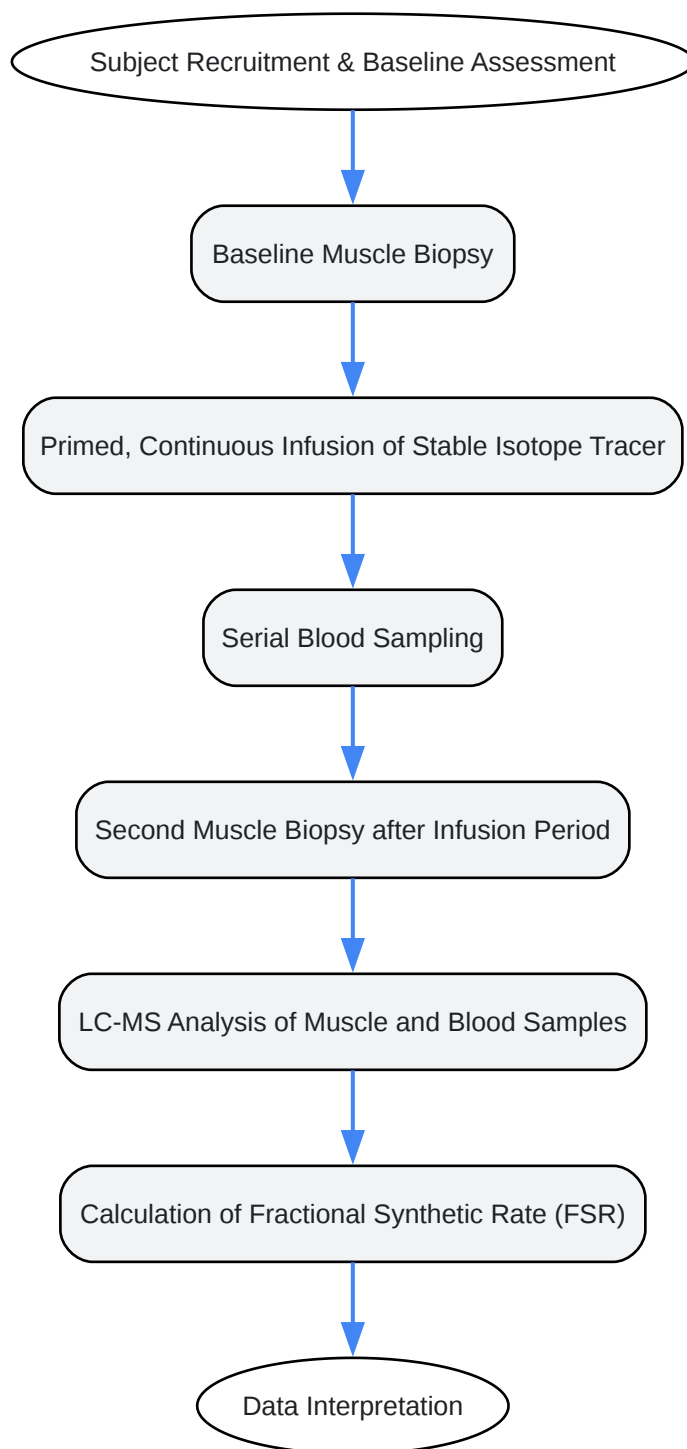 Subject Recruitment & Baseline Assessment
Baseline Muscle Biopsy
Primed, Continuous Infusion of Stable Isotope Tracer
Serial Blood Sampling
Second Muscle Biopsy after Infusion Period
LC-MS Analysis of Muscle and Blood Samples
Calculation of Fractional Synthetic Rate (FSR)
Data Interpretation